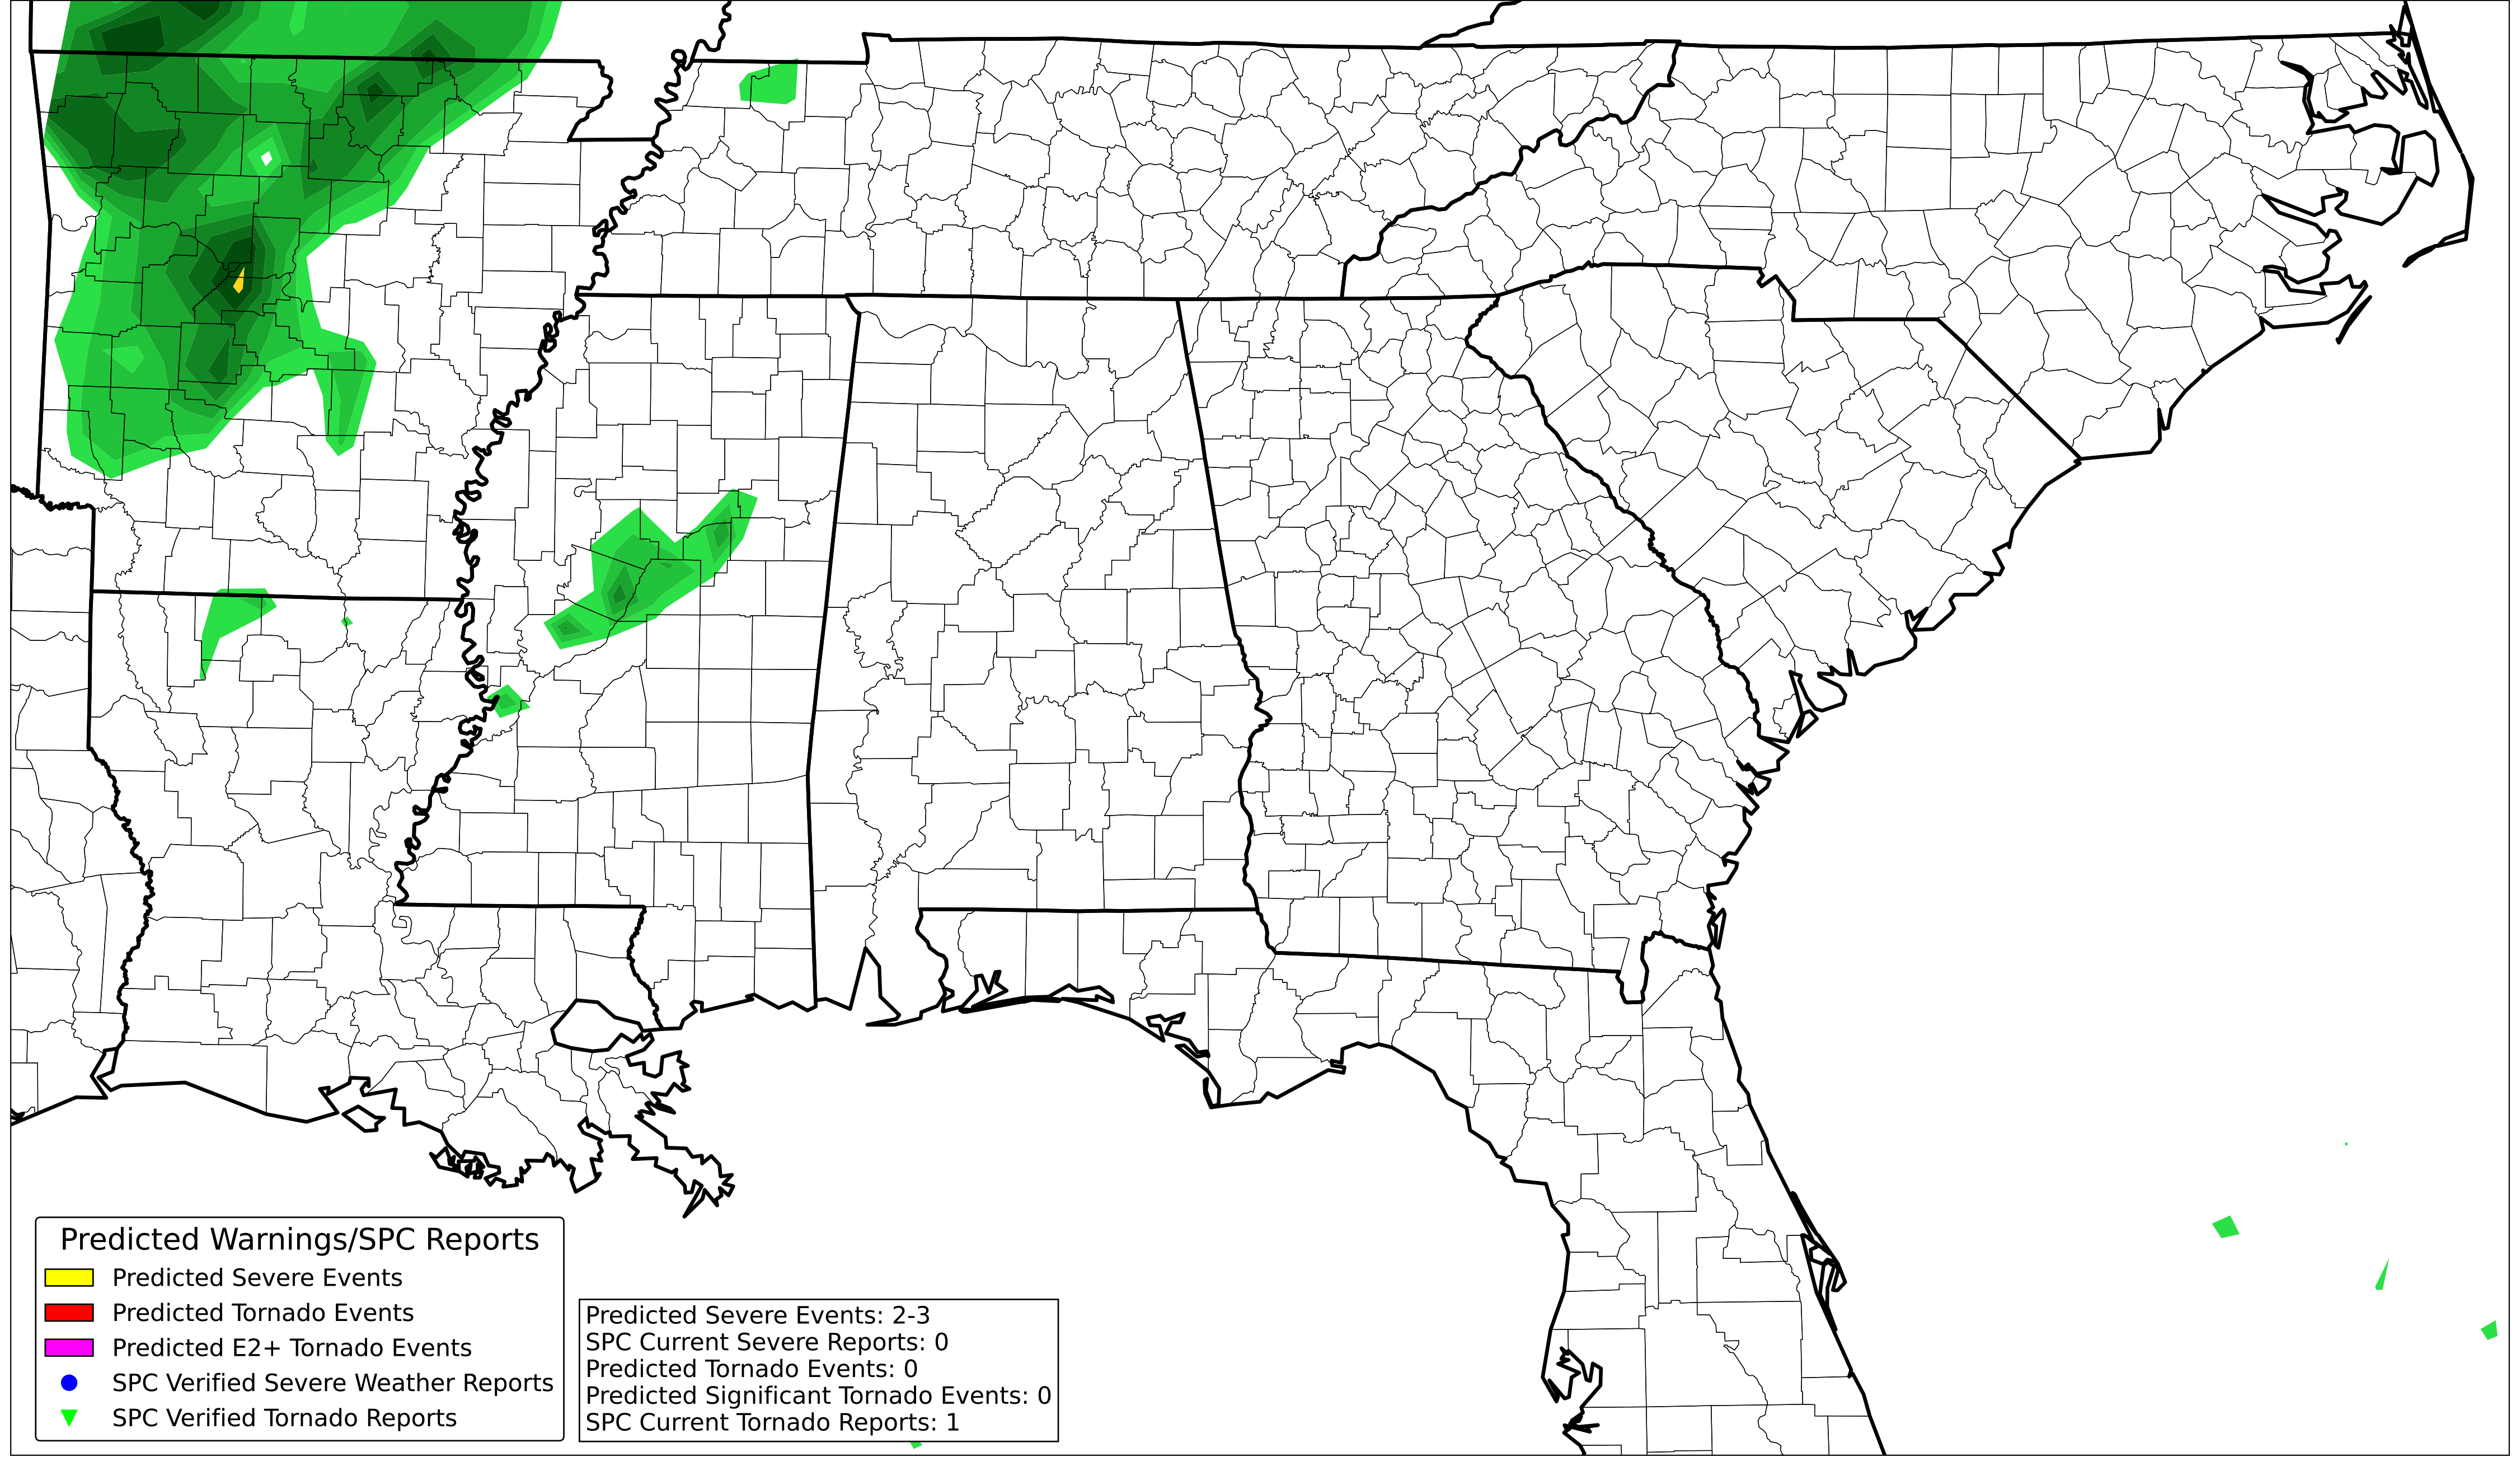 Predicted Warnings/SPC Reports
Predicted Severe Events
Predicted Tornado Events
Predicted E2+ Tornado Events
SPC Verified Severe Weather Reports
SPC Verified Tornado Reports
Predicted Severe Events: 2-3
SPC Current Severe Reports: 0
Predicted Tornado Events: 0
Predicted Significant Tornado Events: 0
SPC Current Tornado Reports: 1